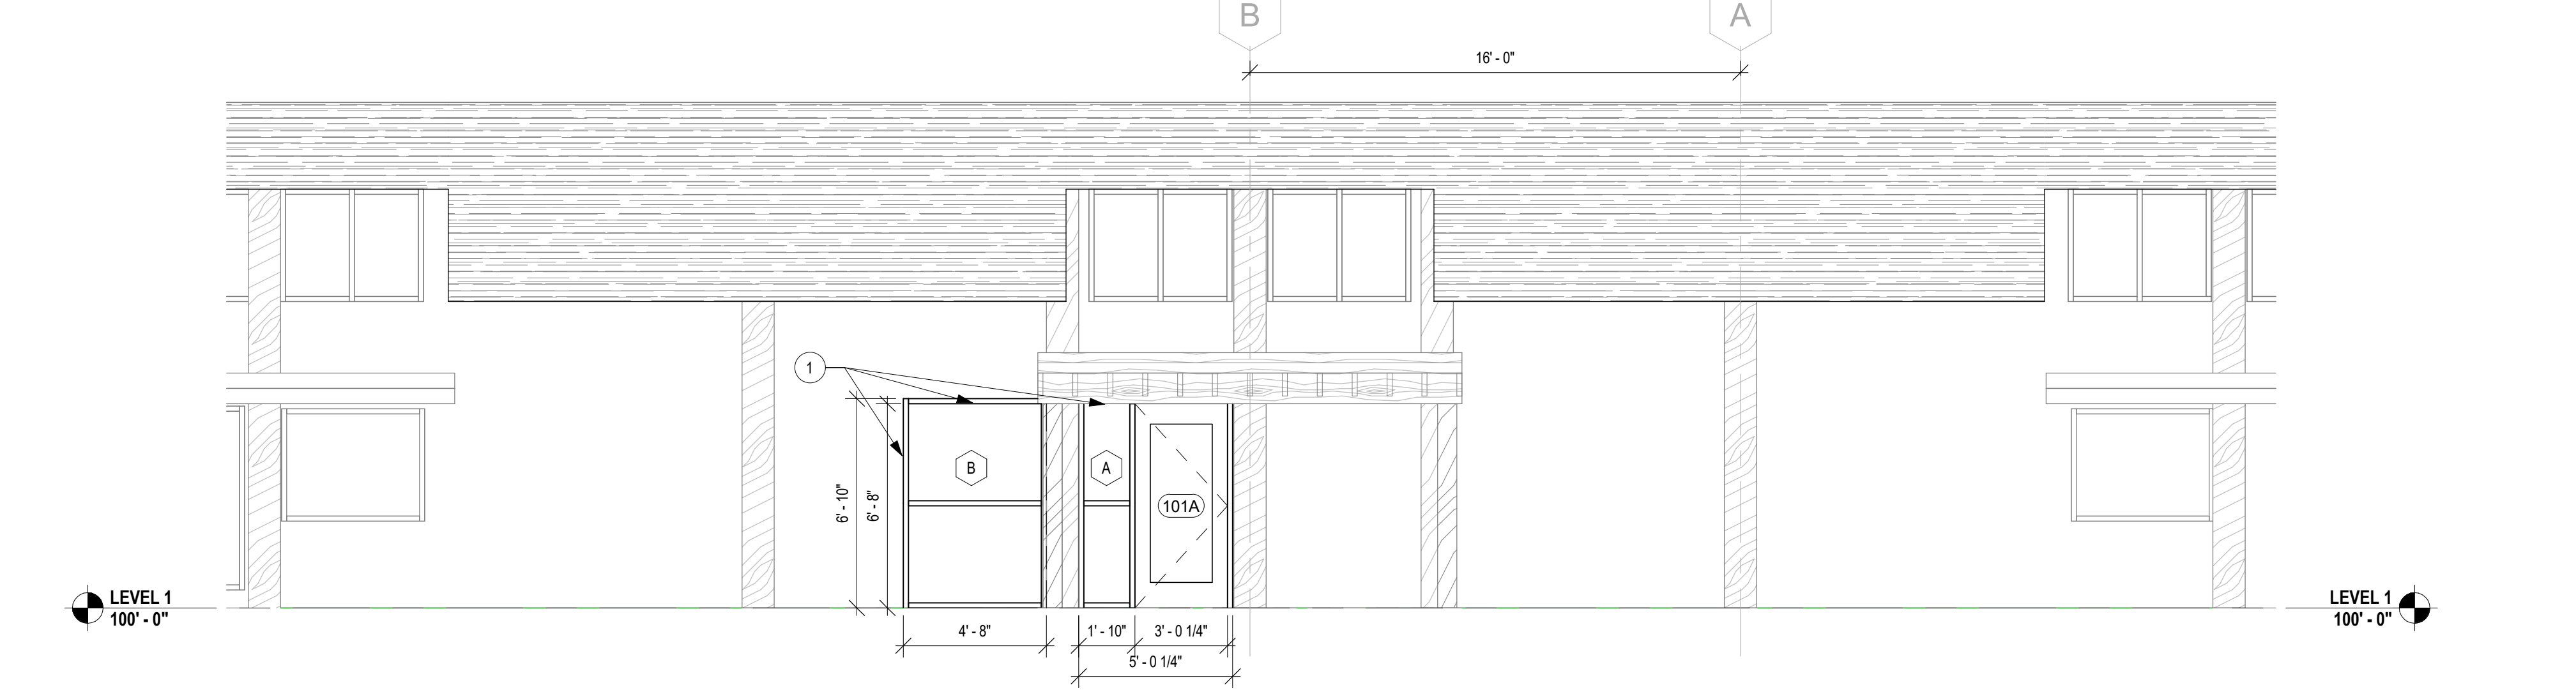 B
A
16' - 0"
1
B
A
6' - 10"
6' - 8"
101A
LEVEL 1
100' - 0"
LEVEL 1
100' - 0"
4' - 8"
1' - 10"
3' - 0 1/4"
5' - 0 1/4"